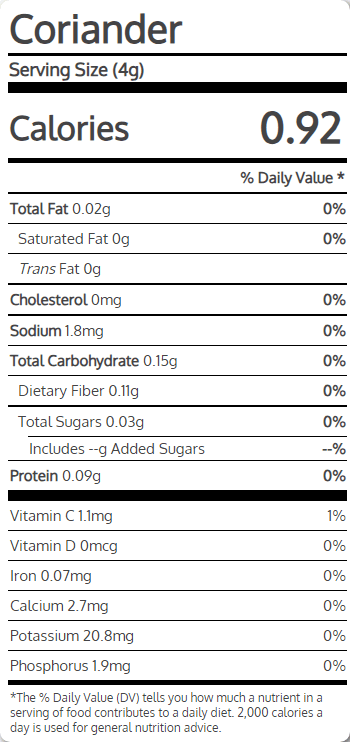 Coriander
Serving Size (4g)
Calories 0.92
% Daily Value *
Total Fat 0.02g 0%
Saturated Fat 0g 0%
Trans Fat 0g
Cholesterol 0mg 0%
Sodium 1.8mg 0%
Total Carbohydrate 0.15g 0%
Dietary Fiber 0.11g 0%
Total Sugars 0.03g 0%
Includes --g Added Sugars --%
Protein 0.09g 0%
Vitamin C 1.1mg 1%
Vitamin D 0mcg 0%
Iron 0.07mg 0%
Calcium 2.7mg 0%
Potassium 20.8mg 0%
Phosphorus 1.9mg 0%
*The % Daily Value (DV) tells you how much a nutrient in a
serving of food contributes to a daily diet. 2,000 calories a
day is used for general nutrition advice.